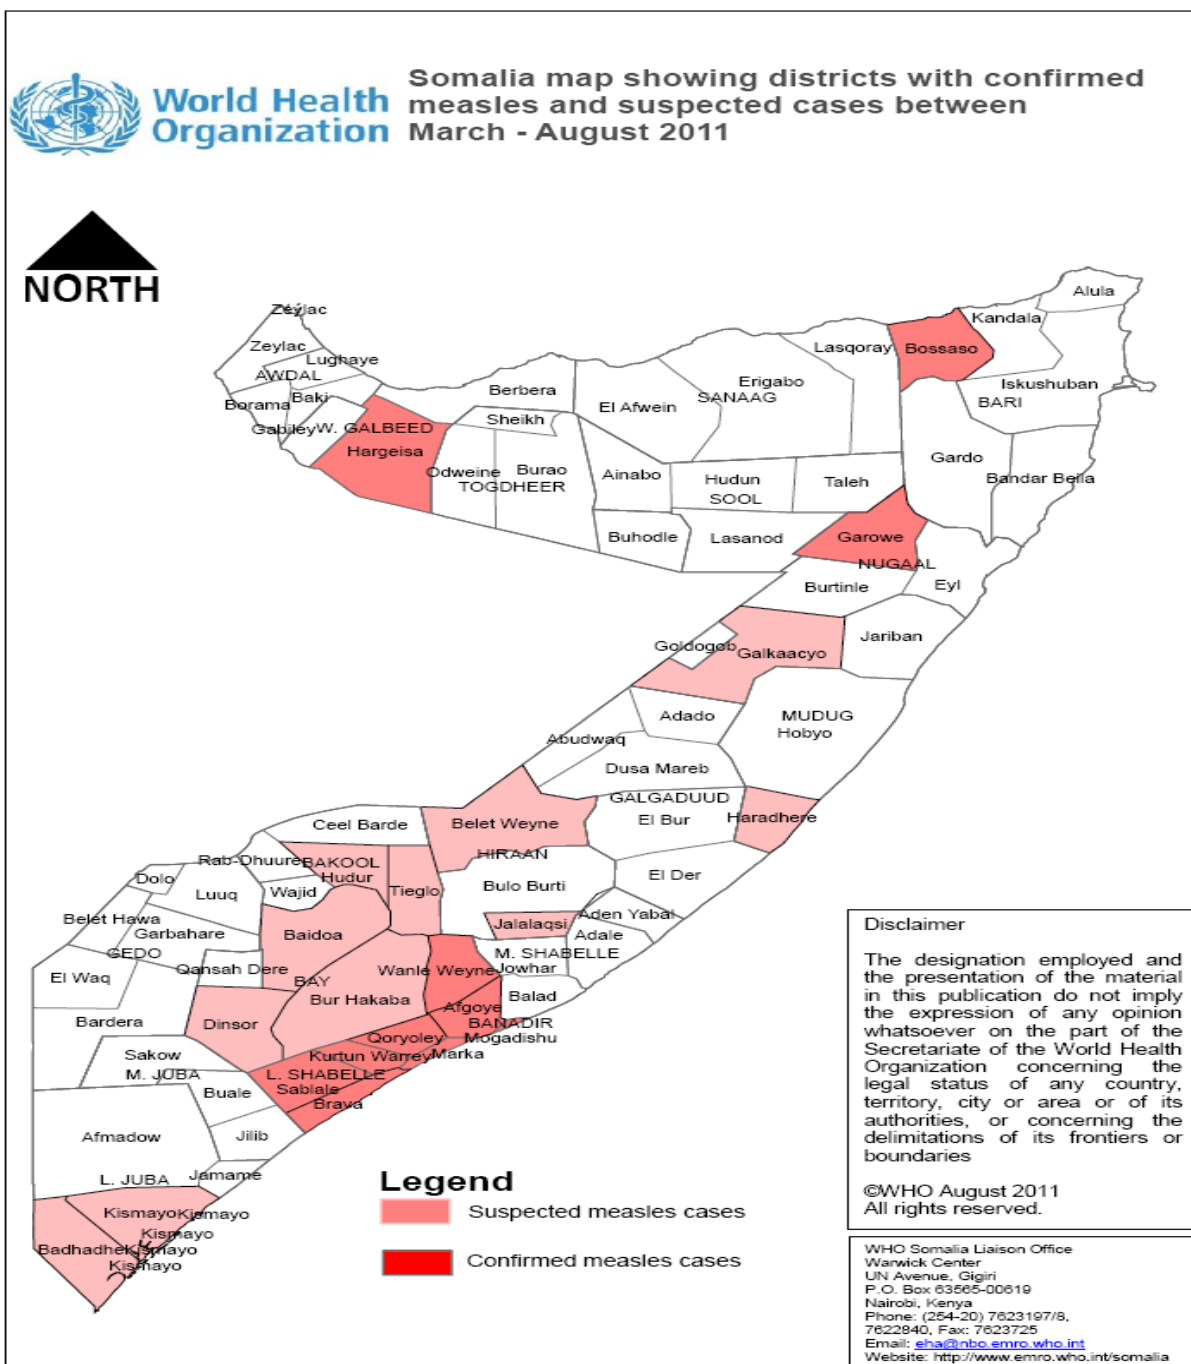 World Health
Organization
Somalia map showing districts with confirmed
measles and suspected cases between
March - August 2011
NORTH
Zeylac
Zeylac
Lughaye
AWDAL
Borama
Baki
Gabiley
W. GALBEED
Hargeisa
Berbera
Sheikh
Odweine
Burao
TOGDHEER
El Afwein
Erigabo
SANAAG
Lasqoray
Bossaso
Kandala
Alula
Iskushuban
BARI
Gardo
Bandar Beila
Ainabo
Hudun
SOOL
Taleh
Buhodle
Lasanod
Garowe
NUGAAL
Burtinle
Eyl
Goldogob
Galkaacyo
Jariban
Adado
MUDUG
Hobyo
Abudwaq
Dusa Mareb
GALGADUUD
El Bur
Haradhere
Ceel Barde
Belet Weyne
HIRAAN
Rab-Dhuure
BAKOOL
Hudur
Tieglo
Bulo Burti
El Der
Dolo
Luuq
Wajid
Belet Hawa
Garbahare
GEDO
Baidoa
Jalalaqsi
Aden Yabal
Adale
M. SHABELLE
Jowhar
El Waq
Qansah Dere
BAY
Wanle Weyne
Bur Hakaba
Balad
Bardera
Dinsor
Afgoye
BANADIR
Mogadishu
Qoryoley
Kurtun Warrey
Marka
Sakow
M. JUBA
L. SHABELLE
Sablale
Brava
Buale
Afmadow
Jilib
L. JUBA
Jamame
Kismayo
Kismayo
Kismayo
Badhadhe
Kismayo
Kismayo
Legend
Suspected measles cases
Confirmed measles cases
Disclaimer
The designation employed and
the presentation of the material
in this publication do not imply
the expression of any opinion
whatsoever on the part of the
Secretariate of the World Health
Organization concerning the
legal status of any country,
territory, city or area or of its
authorities, or concerning the
delimitations of its frontiers or
boundaries
©WHO August 2011
All rights reserved.
WHO Somalia Liaison Office
Warwick Center
UN Avenue, Gigiri
P.O. Box 63565-00619
Nairobi, Kenya
Phone: (254-20) 7623197/8,
7622840, Fax: 7623725
Email: eha@nbo.emro.who.int
Website: http://www.emro.who.int/somalia